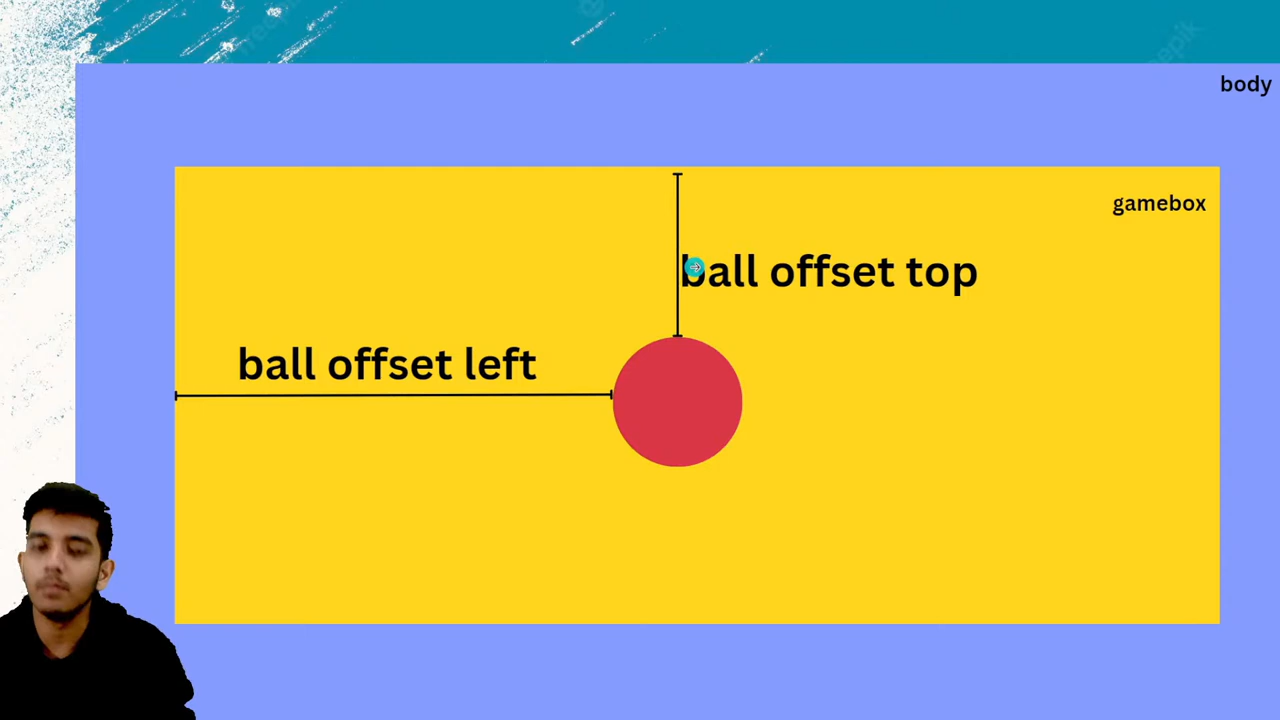 body
gamebox
ball offset top
ball offset left